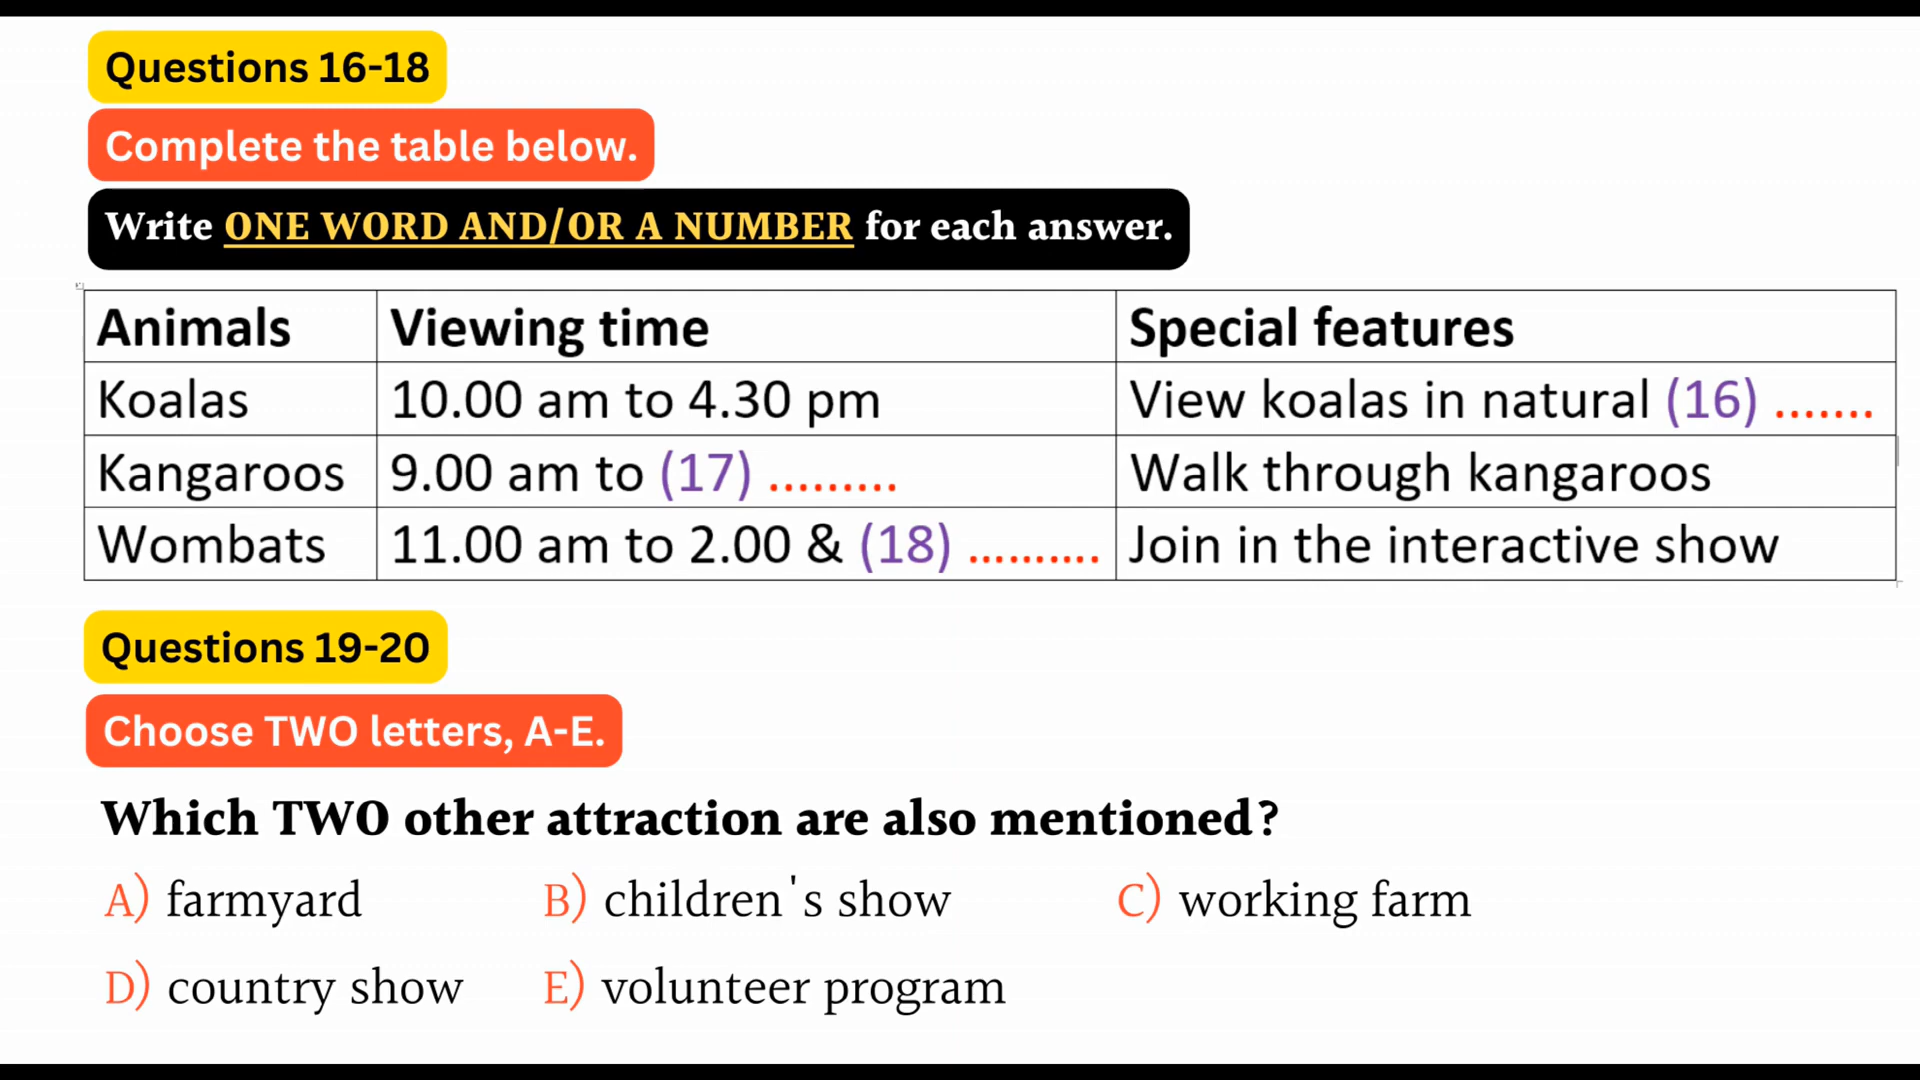 Questions 16-18
Complete the table below.
Write ONE WORD AND/OR A NUMBER for each answer.
Animals Viewing time Special features
Koalas 10.00 am to 4.30 pm View koalas in natural (16) .......
Kangaroos 9.00 am to (17) ......... Walk through kangaroos
Wombats 11.00 am to 2.00 & (18) .......... Join in the interactive show
Questions 19-20
Choose TWO letters, A-E.
Which TWO other attraction are also mentioned?
A) farmyard B) children's show C) working farm
D) country show E) volunteer program